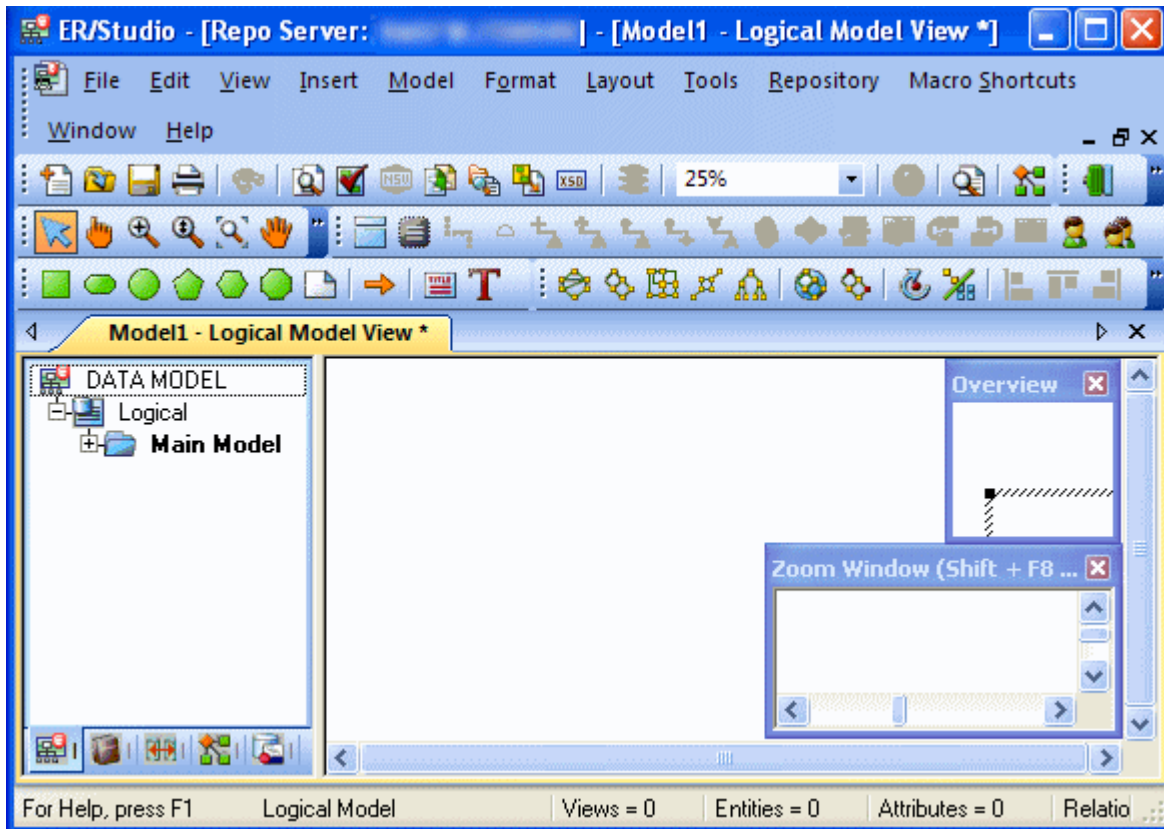 ER/Studio - [Repo Server: ] - [Model1 - Logical Model View *]
File Edit View Insert Model Format Layout Tools Repository Macro Shortcuts
Window Help
NSU XSD 25%
TITLE T
Model1 - Logical Model View *
DATA MODEL
Logical
Main Model
Overview
Zoom Window (Shift + F8 ...
For Help, press F1 Logical Model Views = 0 Entities = 0 Attributes = 0 Relatio